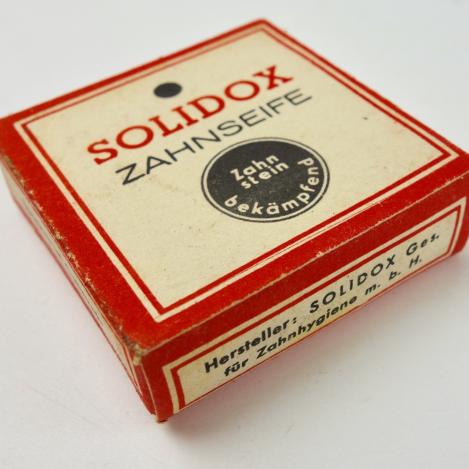 SOLIDOX
ZAHNSEIFE
Zahn
stein
bekämpfend
Hersteller: SOLIDOX Ges.
für Zahnhygiene m. b. H.